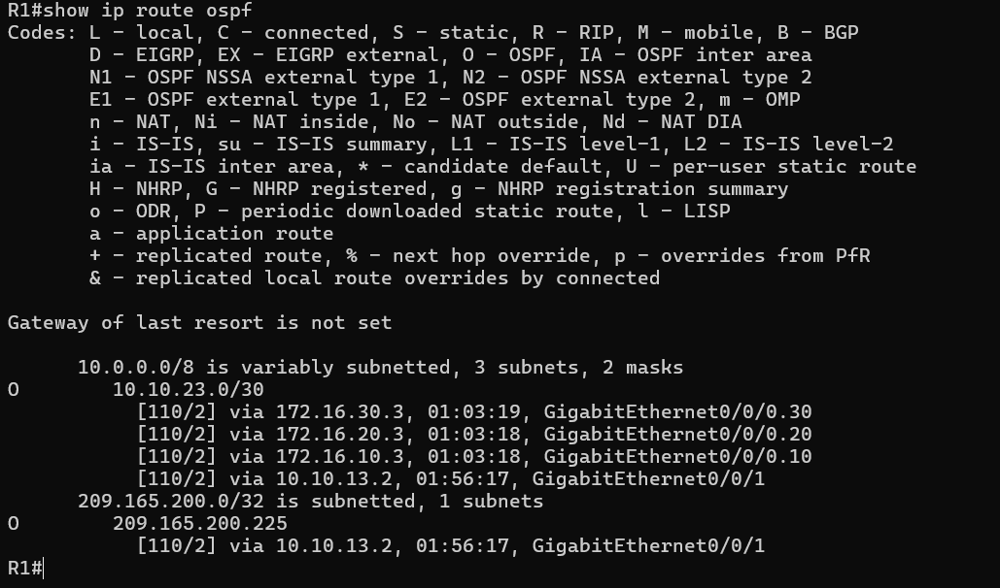 R1#show ip route ospf
Codes: L - local, C - connected, S - static, R - RIP, M - mobile, B - BGP
       D - EIGRP, EX - EIGRP external, O - OSPF, IA - OSPF inter area
       N1 - OSPF NSSA external type 1, N2 - OSPF NSSA external type 2
       E1 - OSPF external type 1, E2 - OSPF external type 2, m - OMP
       n - NAT, Ni - NAT inside, No - NAT outside, Nd - NAT DIA
       i - IS-IS, su - IS-IS summary, L1 - IS-IS level-1, L2 - IS-IS level-2
       ia - IS-IS inter area, * - candidate default, U - per-user static route
       H - NHRP, G - NHRP registered, g - NHRP registration summary
       o - ODR, P - periodic downloaded static route, l - LISP
       a - application route
       + - replicated route, % - next hop override, p - overrides from PfR
       & - replicated local route overrides by connected

Gateway of last resort is not set

      10.0.0.0/8 is variably subnetted, 3 subnets, 2 masks
O        10.10.23.0/30
           [110/2] via 172.16.30.3, 01:03:19, GigabitEthernet0/0/0.30
           [110/2] via 172.16.20.3, 01:03:18, GigabitEthernet0/0/0.20
           [110/2] via 172.16.10.3, 01:03:18, GigabitEthernet0/0/0.10
           [110/2] via 10.10.13.2, 01:56:17, GigabitEthernet0/0/1
      209.165.200.0/32 is subnetted, 1 subnets
O        209.165.200.225
           [110/2] via 10.10.13.2, 01:56:17, GigabitEthernet0/0/1
R1#